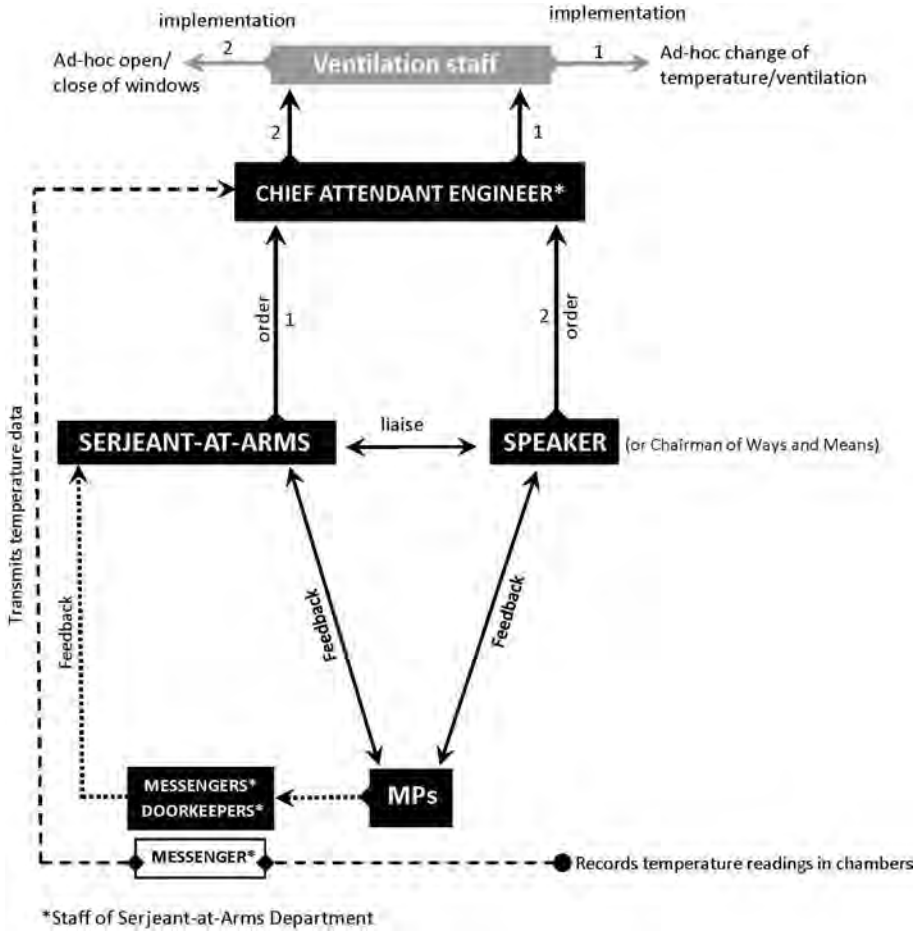 implementation
implementation
2
1
Ad-hoc open/
close of windows
Ventilation staff
Ad-hoc change of
temperature/ventilation
2
1
CHIEF ATTENDANT ENGINEER*
order
1
2
order
Transmits temperature data
liaise
SERJEANT-AT-ARMS
SPEAKER
(or Chairman of Ways and Means)
Feedback
Feedback
Feedback
MESSENGERS*
DOORKEEPERS*
MPs
MESSENGER*
Records temperature readings in chambers
*Staff of Serjeant-at-Arms Department